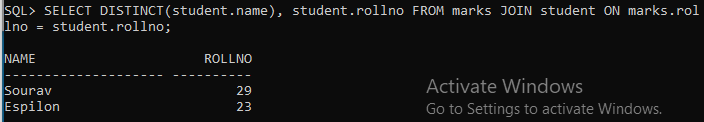 SQL> SELECT DISTINCT(student.name), student.rollno FROM marks JOIN student ON marks.rol
lno = student.rollno;
NAME                     ROLLNO
-------------------- ----------
Sourav                       29
Espilon                      23
Activate Windows
Go to Settings to activate Windows.